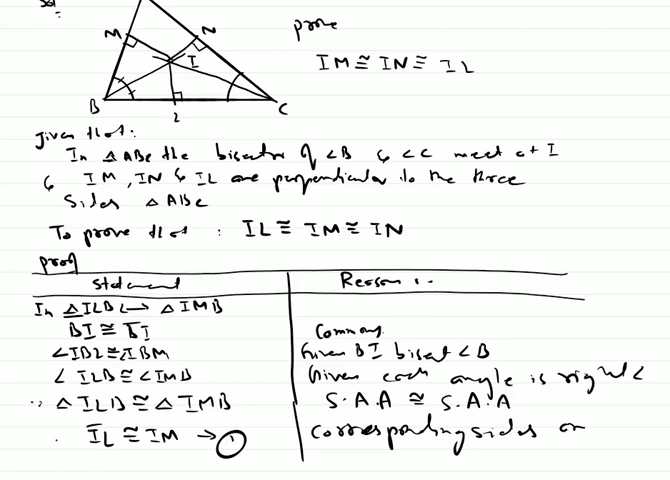 Sol:
prove
IM ≅ IN ≅ IL
M
N
I
B
L
C
given that:
In △ABC the bisector of ∠B & ∠C meet at I
& IM, IN & IL are perpendicular to the three
Sides △ABC
To prove that : IL ≅ IM ≅ IN
proof
Statement
Reason :.
In △ILB ⟷ △IMB
BI ≅ BI
Common
∠IBL ≅ ∠IBM
Given BI bisect ∠B
∠ILB ≅ ∠IMB
Given each angle is right ∠
∴ △ILB ≅ △IMB
S.A.A ≅ S.A.A
∴ IL ≅ IM → ①
Corresponding sides on